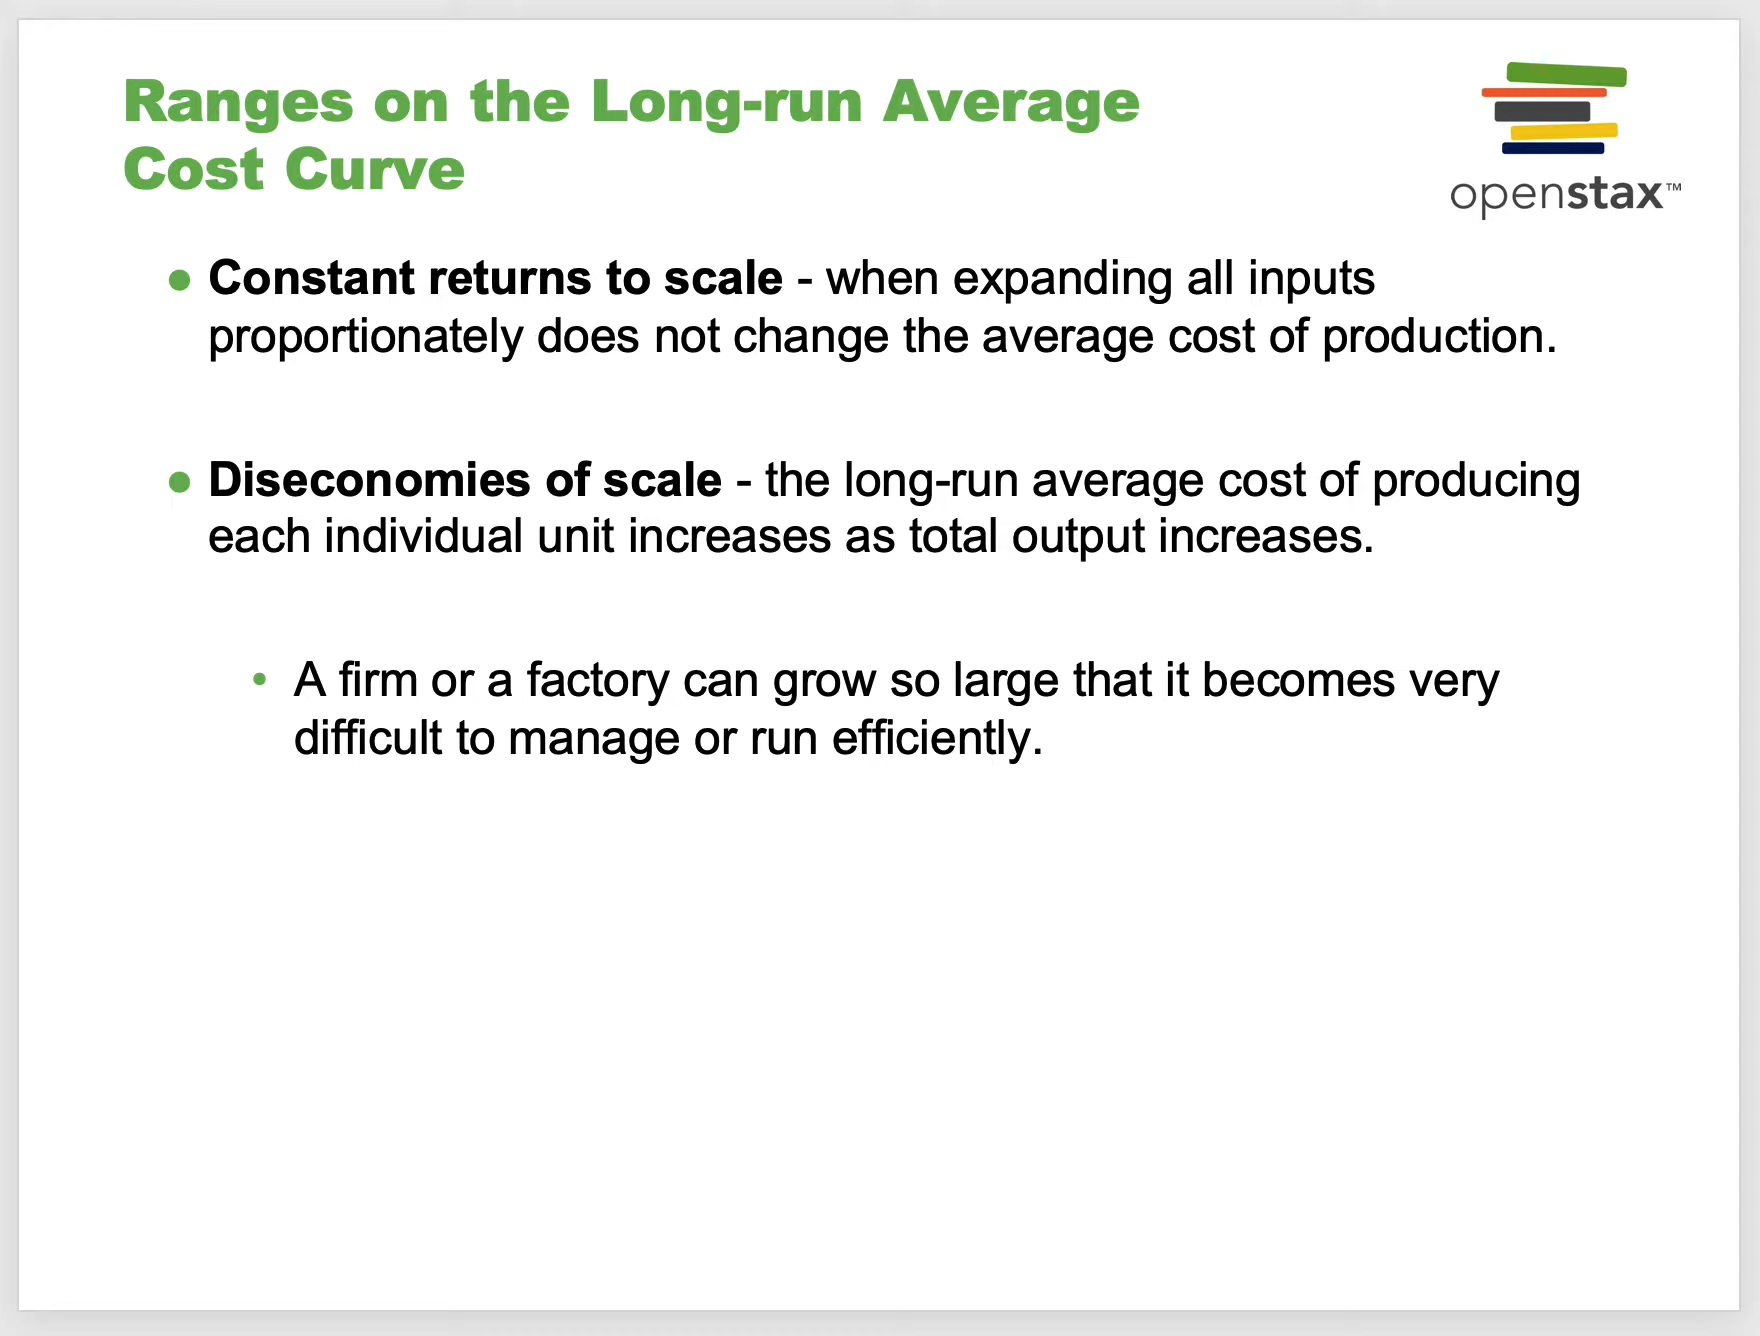 Ranges on the Long-run Average
Cost Curve
openstax™
● Constant returns to scale - when expanding all inputs
proportionately does not change the average cost of production.
● Diseconomies of scale - the long-run average cost of producing
each individual unit increases as total output increases.
• A firm or a factory can grow so large that it becomes very
difficult to manage or run efficiently.